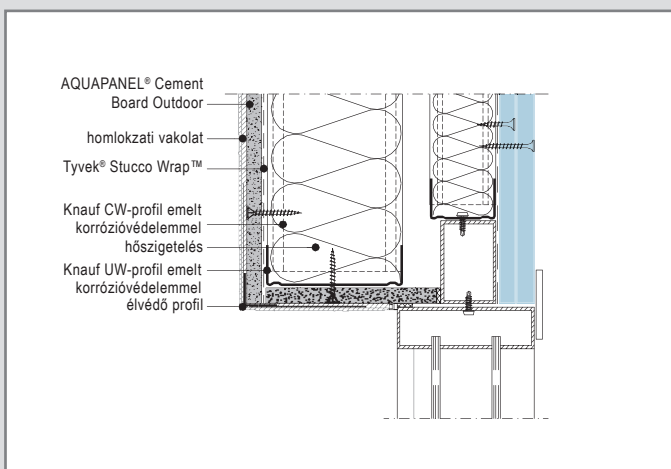 AQUAPANEL® Cement
Board Outdoor
homlokzati vakolat
Tyvek® Stucco Wrap™
Knauf CW-profil emelt
korrózióvédelemmel
hőszigetelés
Knauf UW-profil emelt
korrózióvédelemmel
élvédő profil